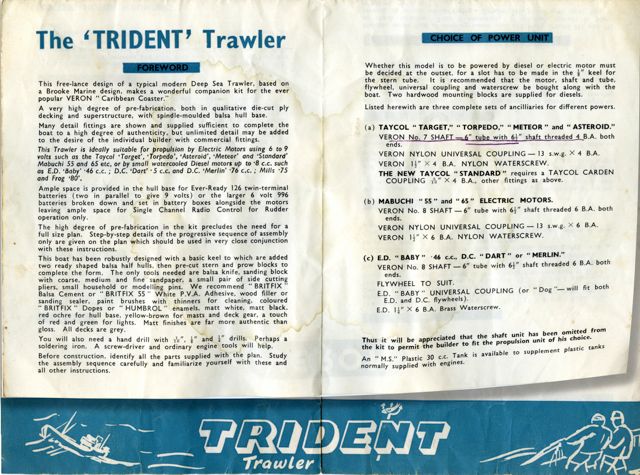 The 'TRIDENT' Trawler
FOREWORD
This free-lance design of a typical modern Deep Sea Trawler, based on
a Brooke Marine design, makes a wonderful companion kit for the ever
popular VERON "Caribbean Coaster."
A very high degree of pre-fabrication, both in qualitative die-cut ply
decking and superstructure, with spindle-moulded balsa hull base.
Many detail fittings are shown and supplied sufficient to complete the
boat to a high degree of authenticity, but unlimited detail may be added
to the desire of the individual builder with commercial fittings.
This Trawler is ideally suitable for propulsion by Electric Motors using 6 to 9
volts such as the Taycol 'Target', 'Torpedo', 'Asteroid', 'Meteor' and 'Standard'
Mabuchi 55 and 65 etc, or by small watercooled Diesel motors up to ·8 c.c. such
as E.D. 'Baby' ·46 c.c.; D.C. 'Dart' ·5 c.c. and D.C. 'Merlin' ·76 c.c.; Mills ·75
and Frog '80'.
Ample space is provided in the hull base for Ever-Ready 126 twin-terminal
batteries (two in parallel to give 9 volts) or the larger 6 volt 996
batteries broken down and set in battery boxes alongside the motors
leaving ample space for Single Channel Radio Control for Rudder
operation only.
The high degree of pre-fabrication in the kit precludes the need for a
full size plan. Step-by-step details of the progressive sequence of assembly
only are given on the plan which should be used in very close conjunction
with these instructions.
This boat has been robustly designed with a basic keel to which are added
two ready shaped balsa half hulls, then pre-cut stern and prow blocks to
complete the form. The only tools needed are balsa knife, sanding block
with coarse, medium and fine sandpaper, a small pair of side cutting
pliers, small household or modelling pins. We recommend "BRITFIX"
Balsa Cement or "BRITFIX 55" White P.V.A. Adhesive, wood filler or
sanding sealer, paint brushes with thinners for cleaning, coloured
"BRITFIX" Dopes or "HUMBROL" enamels, matt white, matt black,
red ochre for hull base, yellow-brown for masts and deck gear, a touch
of red and green for lights. Matt finishes are far more authentic than
gloss. All decks are grey.
You will also need a hand drill with 1/16", 1/8" and 1/4" drills. Perhaps a
soldering iron. A screw-driver and ordinary engine tools will help.
Before construction, identify all the parts supplied with the plan. Study
the assembly sequence carefully and familiarize yourself with these and
all other instructions.
CHOICE OF POWER UNIT
Whether this model is to be powered by diesel or electric motor must
be decided at the outset, for a slot has to be made in the 1/8" keel for
the stern tube. It is recommended that the motor, shaft and tube,
flywheel, universal coupling and waterscrew be bought along with the
boat. Two hardwood mounting blocks are supplied for diesels.
Listed herewith are three complete sets of ancilliaries for different powers.
(a) TAYCOL "TARGET," "TORPEDO," "METEOR" and "ASTEROID."
VERON No. 7 SHAFT — 6" tube with 6½" shaft threaded 4 B.A. both
ends.
VERON NYLON UNIVERSAL COUPLING — 13 s.w.g. × 4 B.A.
VERON 1½" × 4 B.A. NYLON WATERSCREW.
THE NEW TAYCOL "STANDARD" requires a TAYCOL CARDEN
COUPLING × 4 B.A., other fittings as above.
(b) MABUCHI "55" and "65" ELECTRIC MOTORS.
VERON No. 8 SHAFT — 6" tube with 6½" shaft threaded 6 B.A. both
ends.
VERON NYLON UNIVERSAL COUPLING — 13 s.w.g. × 6 B.A.
VERON 1½" × 6 B.A. NYLON WATERSCREW.
(c) E.D. "BABY" ·46 c.c., D.C. "DART" or "MERLIN."
VERON No. 8 SHAFT — 6" tube with 6½" shaft threaded 6 B.A. both
ends.
FLYWHEEL TO SUIT.
E.D. "BABY" UNIVERSAL COUPLING (or "Dog"— will fit both
E.D. and D.C. flywheels).
E.D. 1½" × 6 B.A. Brass Waterscrew.
Thus it will be appreciated that the shaft unit has been omitted from
the kit to permit the builder to fit the propulsion unit of his choice.
An "M.S." Plastic 30 c.c. Tank is available to supplement plastic tanks
normally supplied with engines.
TRIDENT
Trawler